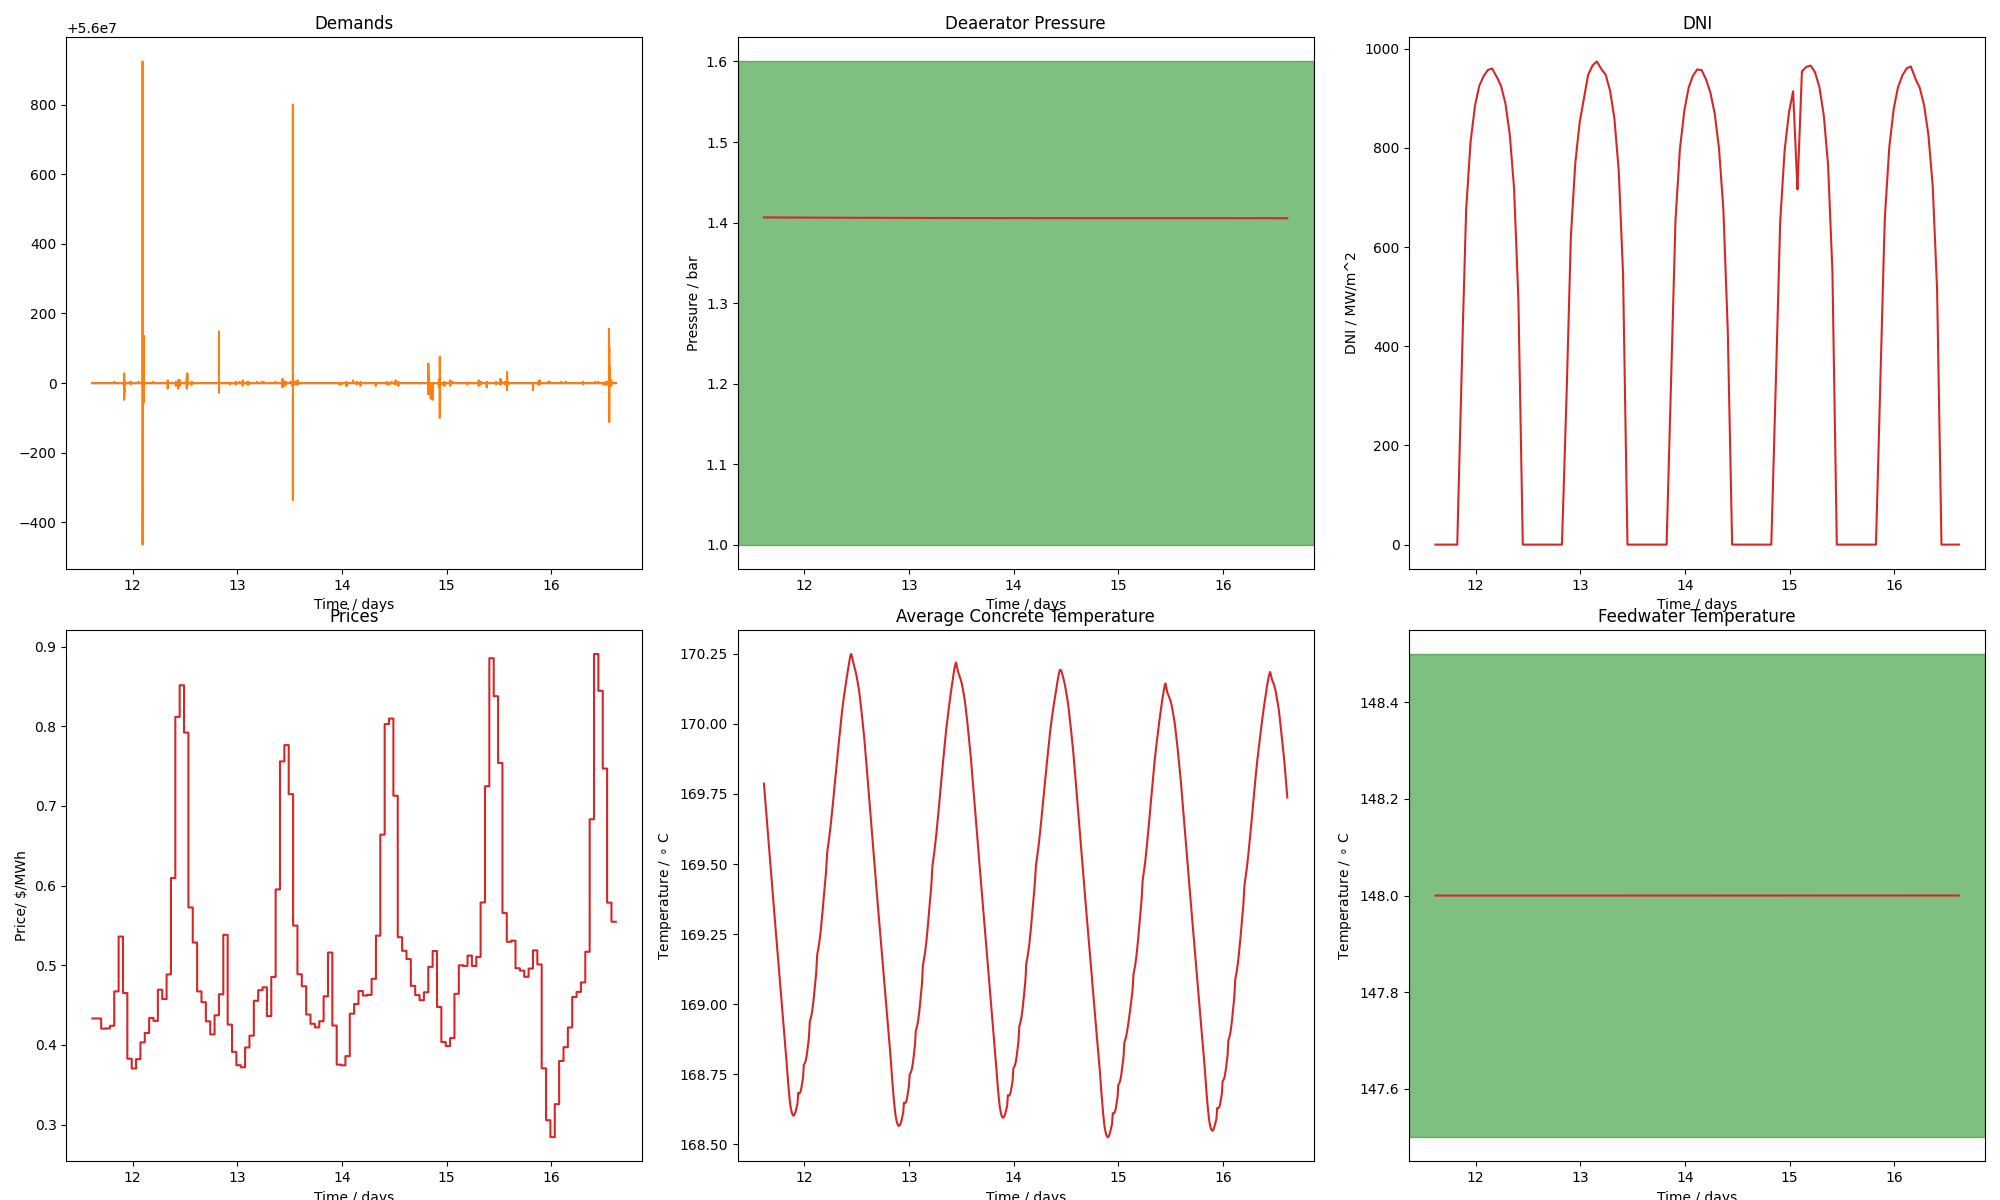 Demands
+5.6e7
800
600
400
200
0
−200
−400
12 13 14 15 16
Time / days
Deaerator Pressure
Pressure / bar
1.6
1.5
1.4
1.3
1.2
1.1
1.0
12 13 14 15 16
Time / days
DNI
DNI / MW/m^2
1000
800
600
400
200
0
12 13 14 15 16
Time / days
Prices
Price/ $/MWh
0.9
0.8
0.7
0.6
0.5
0.4
0.3
12 13 14 15 16
Time / days
Average Concrete Temperature
Temperature / ∘ C
170.25
170.00
169.75
169.50
169.25
169.00
168.75
168.50
12 13 14 15 16
Time / days
Feedwater Temperature
Temperature / ∘ C
148.4
148.2
148.0
147.8
147.6
12 13 14 15 16
Time / days